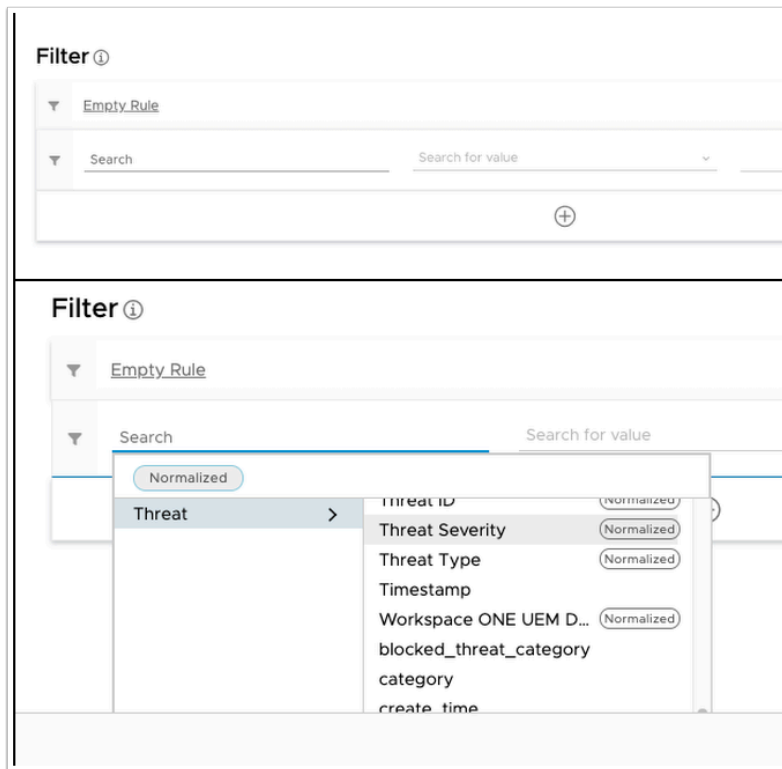 Filter
Empty Rule
Search Search for value
Filter
Empty Rule
Search Search for value
Normalized
Threat Threat ID Normalized
Threat Severity Normalized
Threat Type Normalized
Timestamp
Workspace ONE UEM D... Normalized
blocked_threat_category
category
create_time